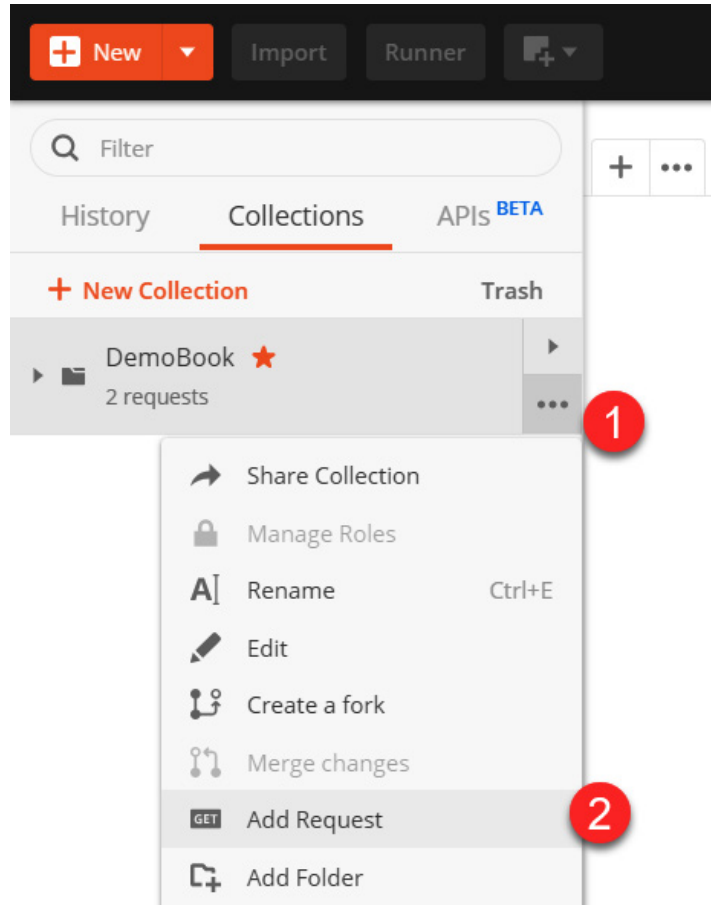 New Import Runner
Filter
History Collections APIs BETA
+ New Collection Trash
DemoBook
2 requests
1
Share Collection
Manage Roles
A Rename Ctrl+E
Edit
Create a fork
Merge changes
GET Add Request 2
Add Folder